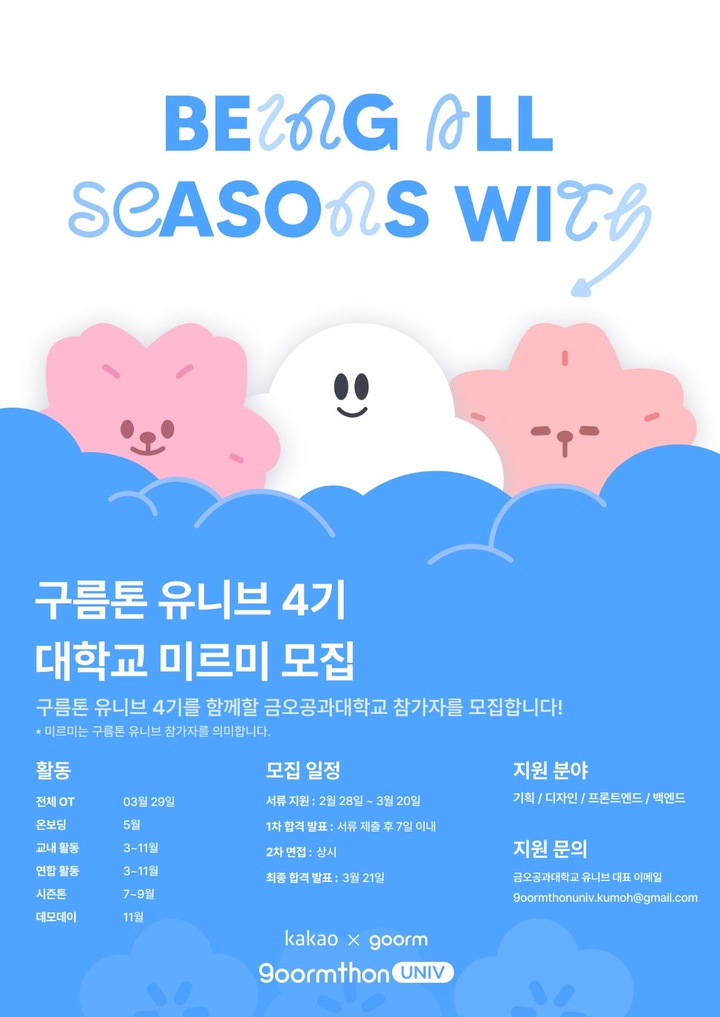 BEING ALL
SEASONS WITH
구름톤 유니브 4기
대학교 미르미 모집
구름톤 유니브 4기를 함께할 금오공과대학교 참가자를 모집합니다!
* 미르미는 구름톤 유니브 참가자를 의미합니다.
활동
전체 OT 03월 29일
온보딩 5월
교내 활동 3~11월
연합 활동 3~11월
시즌톤 7~9월
데모데이 11월
모집 일정
서류 지원 : 2월 28일 ~ 3월 20일
1차 합격 발표 : 서류 제출 후 7일 이내
2차 면접 : 상시
최종 합격 발표 : 3월 21일
지원 분야
기획 / 디자인 / 프론트엔드 / 백엔드
지원 문의
금오공과대학교 유니브 대표 이메일
9oormthonuniv.kumoh@gmail.com
kakao × goorm
9oormthon UNIV